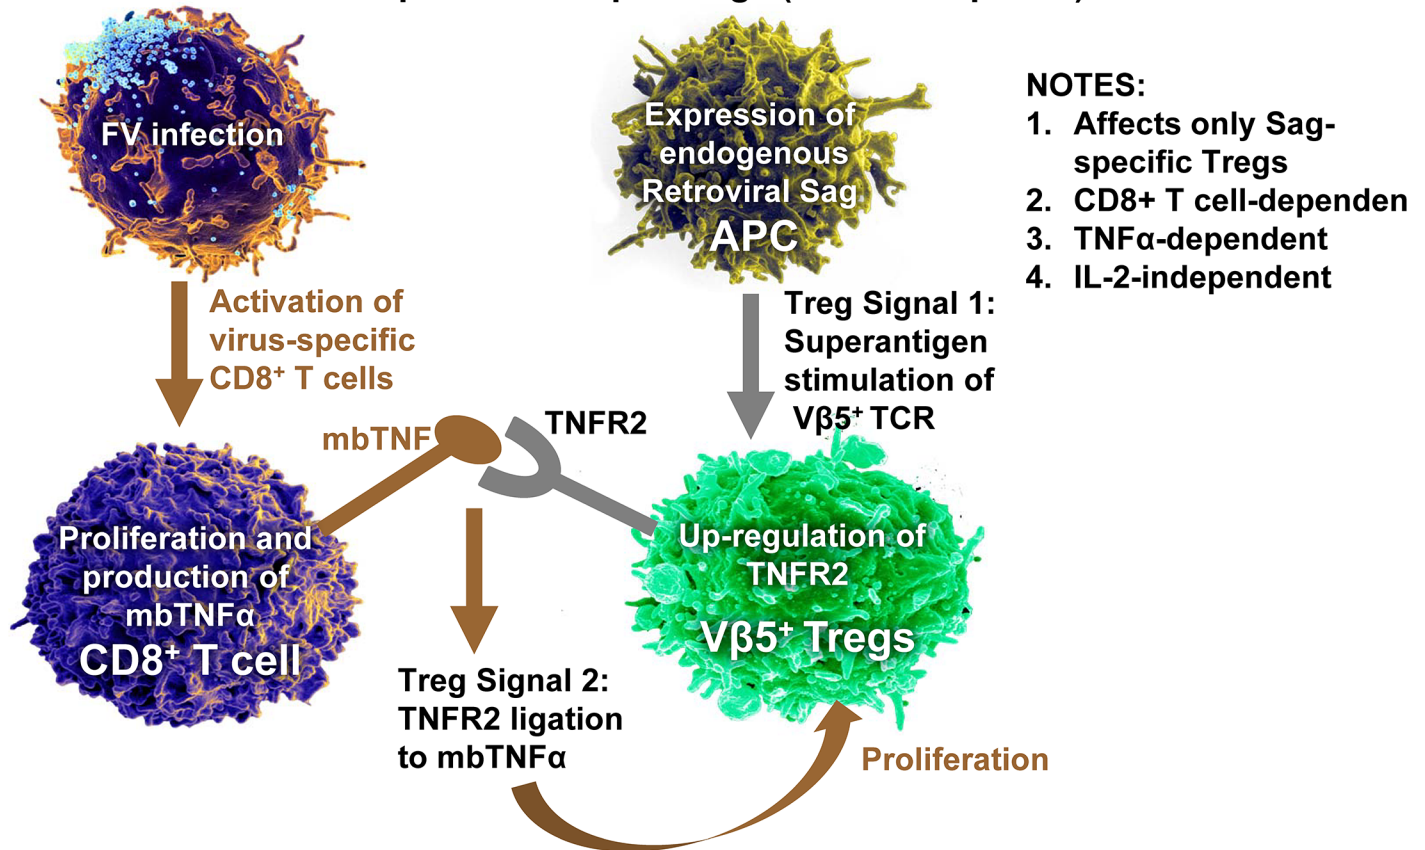 FV infection
Expression of
endogenous
Retroviral Sag
APC
NOTES:
1. Affects only Sag-
specific Tregs
2. CD8+ T cell-dependen
3. TNFα-dependent
4. IL-2-independent
Activation of
virus-specific
CD8⁺ T cells
Treg Signal 1:
Superantigen
stimulation of
Vβ5⁺ TCR
mbTNF
TNFR2
Proliferation and
production of
mbTNFα
CD8⁺ T cell
Up-regulation of
TNFR2
Vβ5⁺ Tregs
Treg Signal 2:
TNFR2 ligation
to mbTNFα
Proliferation